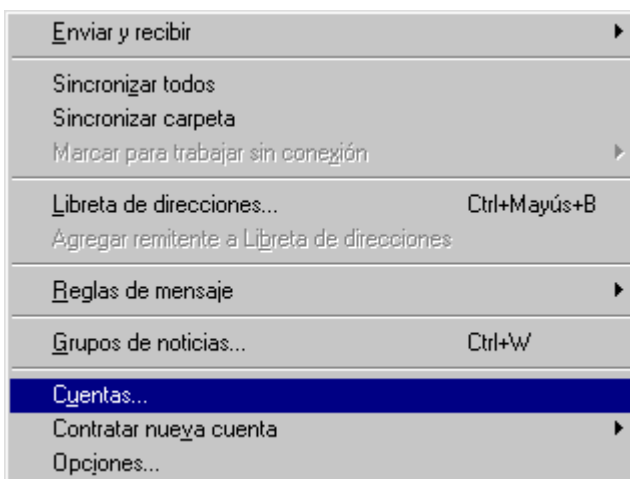 Enviar y recibir
Sincronizar todos
Sincronizar carpeta
Marcar para trabajar sin conexión
Libreta de direcciones... Ctrl+Mayús+B
Agregar remitente a Libreta de direcciones
Reglas de mensaje
Grupos de noticias... Ctrl+W
Cuentas...
Contratar nueva cuenta
Opciones...